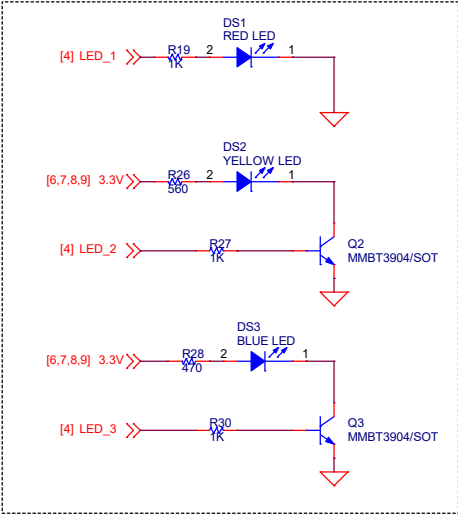 DS1
RED LED
[4] LED_1
R19
1K
2
1
DS2
YELLOW LED
[6,7,8,9] 3.3V
R26
560
2
1
[4] LED_2
R27
1K
Q2
MMBT3904/SOT
DS3
BLUE LED
[6,7,8,9] 3.3V
R28
470
2
1
[4] LED_3
R30
1K
Q3
MMBT3904/SOT